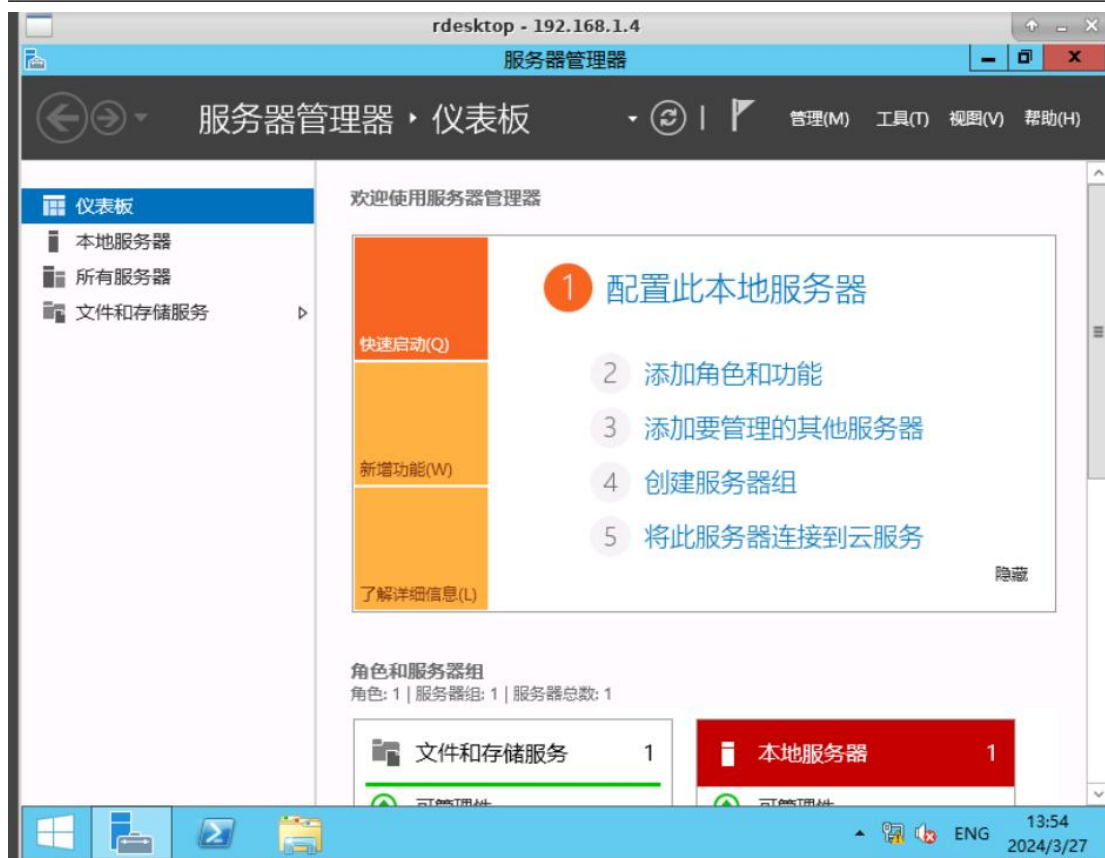 rdesktop - 192.168.1.4
服务器管理器
服务器管理器 ‣ 仪表板
管理(M) 工具(T) 视图(V) 帮助(H)
仪表板
本地服务器
所有服务器
文件和存储服务
欢迎使用服务器管理器
快速启动(Q)
新增功能(W)
了解详细信息(L)
1 配置此本地服务器
2 添加角色和功能
3 添加要管理的其他服务器
4 创建服务器组
5 将此服务器连接到云服务
隐藏
角色和服务器组
角色: 1 | 服务器组: 1 | 服务器总数: 1
文件和存储服务 1
可管理性
本地服务器 1
可管理性
ENG
13:54
2024/3/27